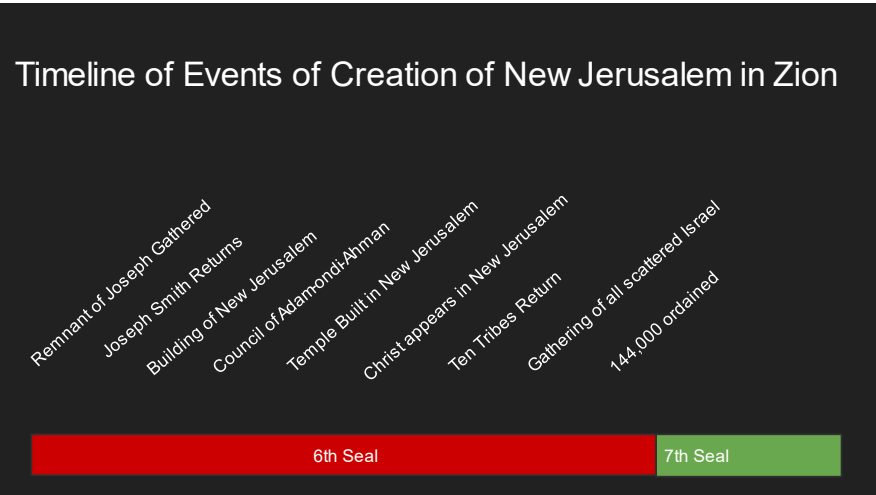 Timeline of Events of Creation of New Jerusalem in Zion
Remnant of Joseph Gathered
Joseph Smith Returns
Building of New Jerusalem
Council of Adam-ondi-Ahman
Temple Built in New Jerusalem
Christ appears in New Jerusalem
Ten Tribes Return
Gathering of all scattered Israel
144,000 ordained
6th Seal
7th Seal